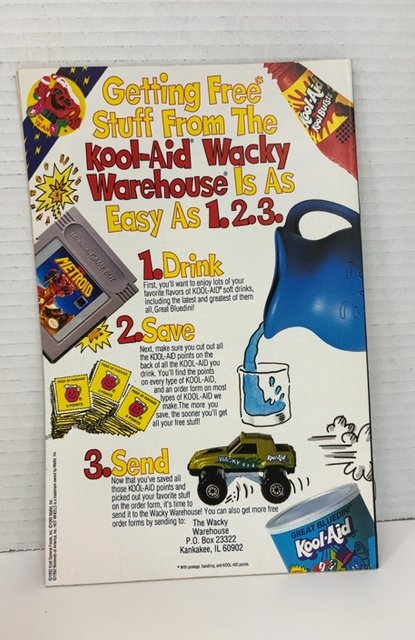 Getting Free*
Stuff From The
Kool-Aid® Wacky
Warehouse® Is As
Easy As 1.2.3.
Kool-Aid
Kool Bursts
Nintendo GAME BOY
METROID
1. Drink
First, you'll want to enjoy lots of your
favorite flavors of KOOL-AID® soft drinks,
including the latest and greatest of them
all, Great Bluedini!
2. Save
Next, make sure you cut out all
the KOOL-AID points on the
back of all the KOOL-AID you
drink. You'll find the points
on every type of KOOL-AID,
and an order form on most
types of KOOL-AID we
make. The more you
save, the sooner you'll get
all your free stuff!
PROOF OF PURCHASE
POINTS
3. Send
Now that you've saved all
those KOOL-AID points and
picked out your favorite stuff
on the order form, it's time to
send it to the Wacky Warehouse! You can also get more free
order forms by sending to:
The Wacky
Warehouse
P.O. Box 23322
Kankakee, IL 60902
Kool-Aid
GREAT BLUEDINI
Kool-Aid
* With postage, handling, and KOOL-AID points.